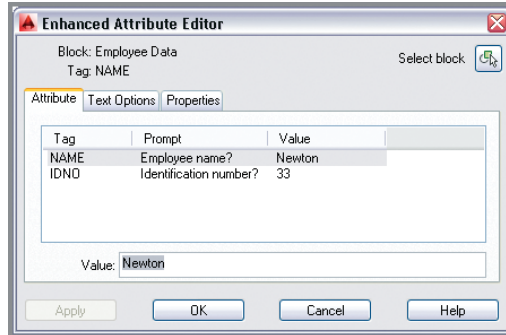 Enhanced Attribute Editor
Block: Employee Data
Tag: NAME
Select block
Attribute Text Options Properties
Tag Prompt Value
NAME Employee name? Newton
IDNO Identification number? 33
Value: Newton
Apply OK Cancel Help